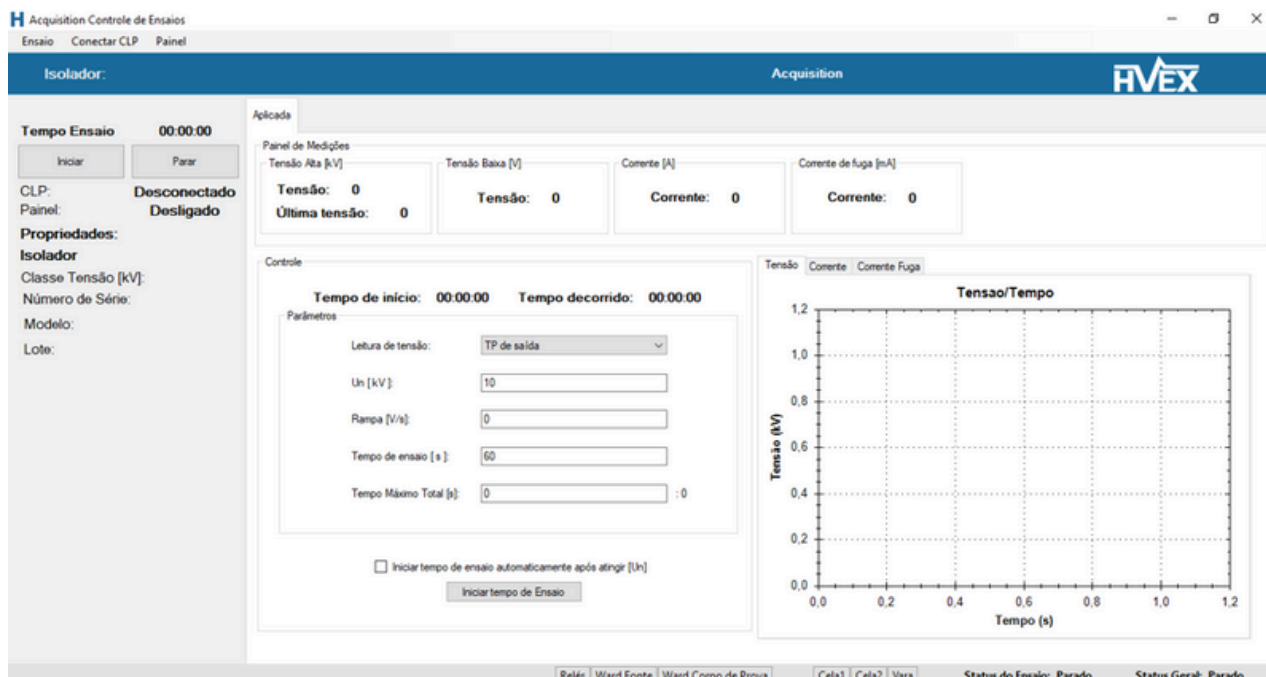 H Acquisition Controle de Ensaios
Ensaio Conectar CLP Painel
Isolador: Acquisition HVEX
Tempo Ensaio 00:00:00
Iniciar Parar
CLP: Desconectado
Painel: Desligado
Propriedades:
Isolador
Classe Tensão [kV]:
Número de Série:
Modelo:
Lote:
Aplicada
Painel de Medições
Tensão Alta [kV]
Tensão: 0
Última tensão: 0
Tensão Baixa [V]
Tensão: 0
Corrente [A]
Corrente: 0
Corrente de fuga [mA]
Corrente: 0
Controle
Tempo de início: 00:00:00 Tempo decorrido: 00:00:00
Parâmetros
Leitura de tensão: TP de saída
Un [ kV ]: 10
Rampa [V/s]: 0
Tempo de ensaio [ s ]: 60
Tempo Máximo Total [s]: 0 : 0
Iniciar tempo de ensaio automaticamente após atingir [Un]
Iniciar tempo de Ensaio
Tensão Corrente Corrente Fuga
Tensao/Tempo
Tensão (kV)
1,2
1,0
0,8
0,6
0,4
0,2
0,0
0,0 0,2 0,4 0,6 0,8 1,0 1,2
Tempo (s)
Relés Ward Fonte Ward Corpo de Prova Cela1 Cela2 Vara Status do Ensaio: Parado Status Geral: Parado